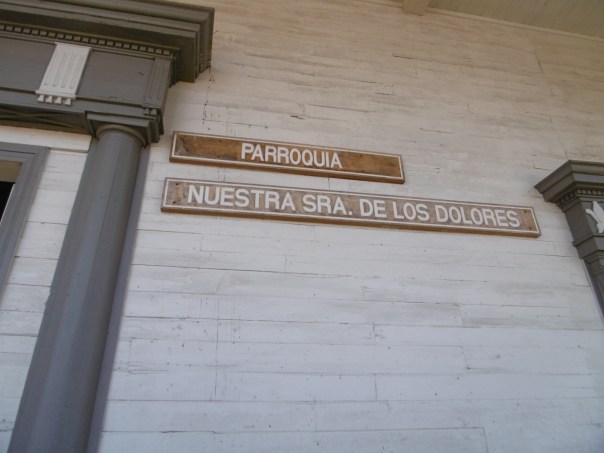 PARROQUIA
NUESTRA SRA. DE LOS DOLORES